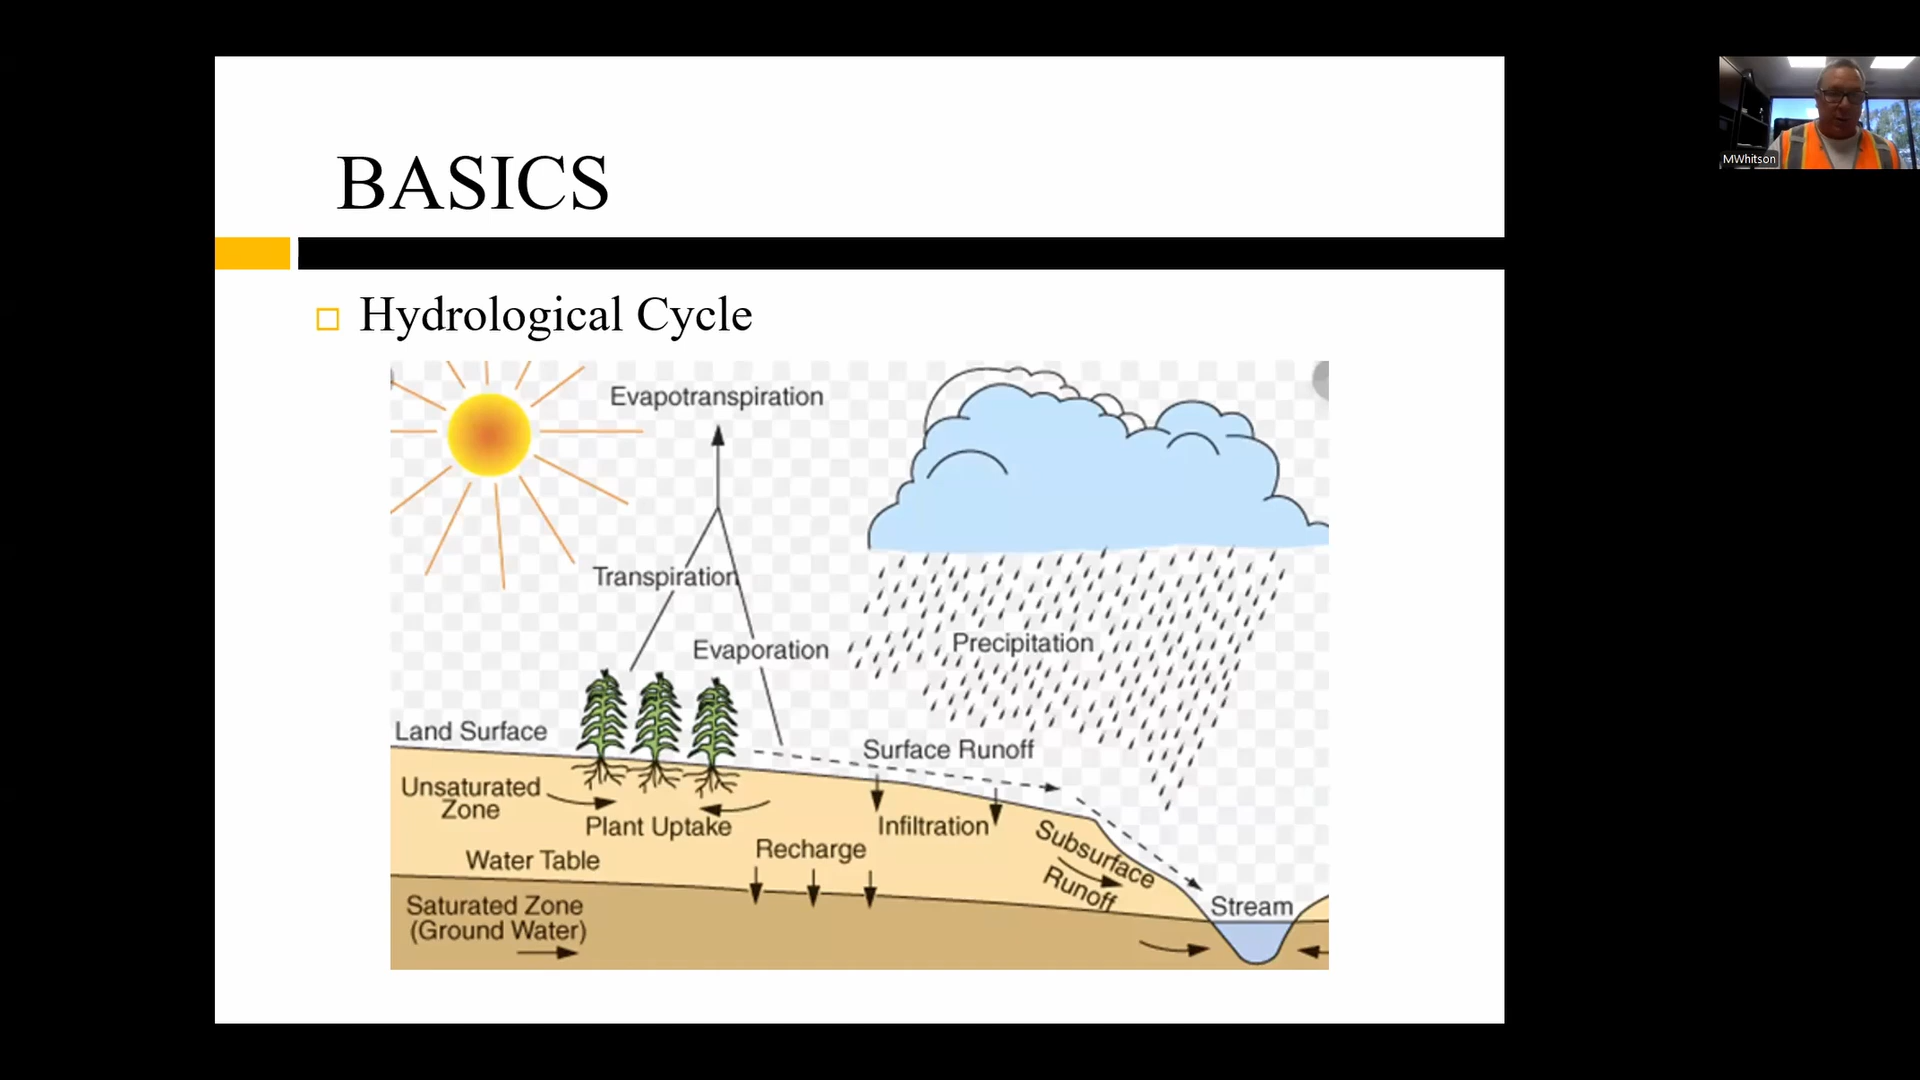 BASICS
MWhitson
Hydrological Cycle
Evapotranspiration
Transpiration
Evaporation
Precipitation
Land Surface
Surface Runoff
Unsaturated
Zone
Plant Uptake
Infiltration
Recharge
Subsurface
Runoff
Water Table
Saturated Zone
(Ground Water)
Stream